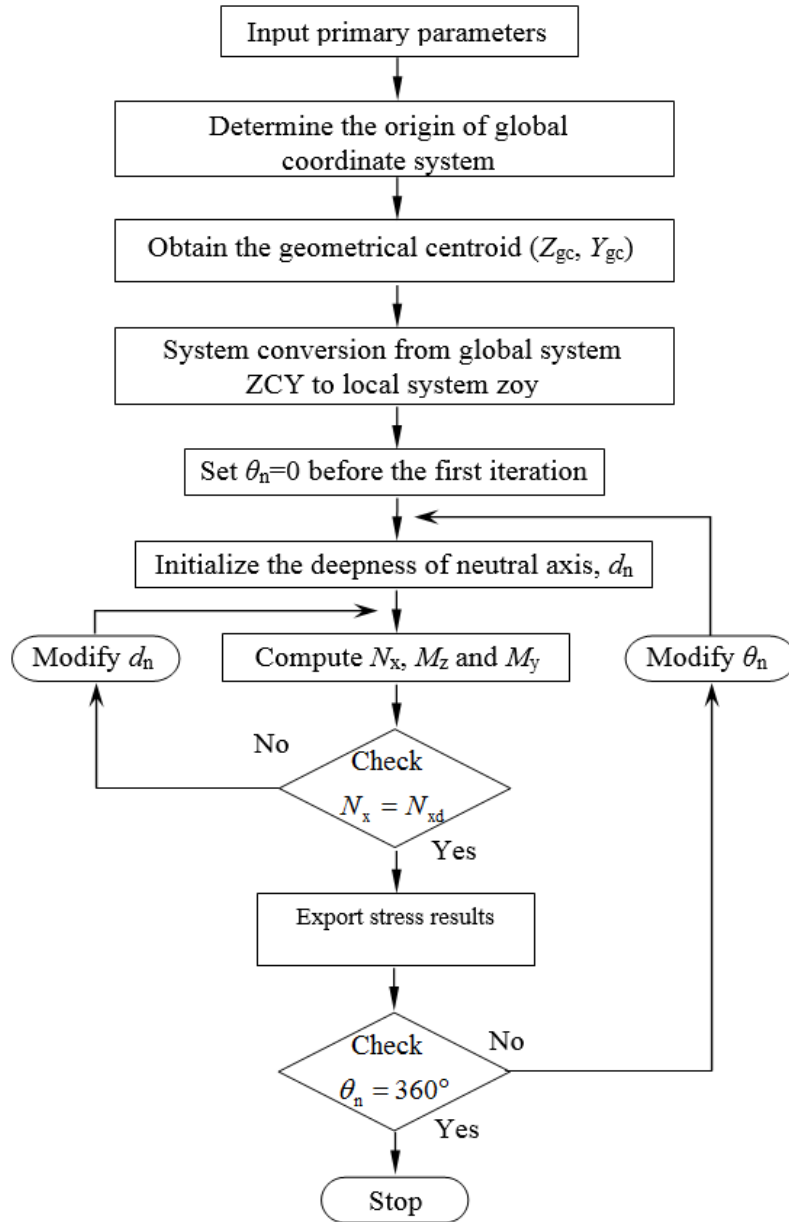 Input primary parameters
Determine the origin of global
coordinate system
Obtain the geometrical centroid (Zgc, Ygc)
System conversion from global system
ZCY to local system zoy
Set θn=0 before the first iteration
Initialize the deepness of neutral axis, dn
Modify dn
Compute Nx, Mz and My
Modify θn
No
Check
Nx = Nxd
Yes
Export stress results
Check
No
θn = 360°
Yes
Stop